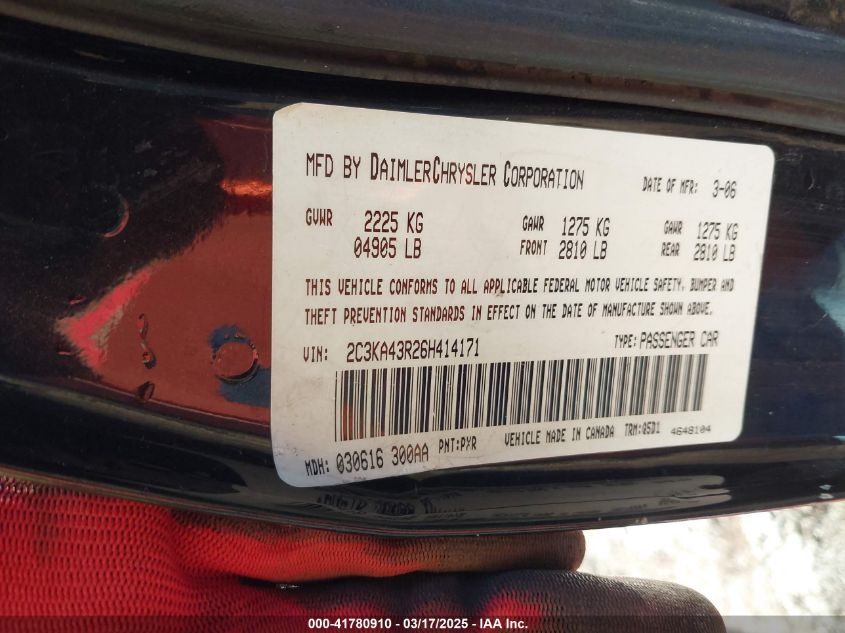 MFD BY DAIMLERCHRYSLER CORPORATION DATE OF MFR: 3-06
GVWR 2225 KG GAWR 1275 KG GAWR 1275 KG
04905 LB FRONT 2810 LB REAR 2810 LB
THIS VEHICLE CONFORMS TO ALL APPLICABLE FEDERAL MOTOR VEHICLE SAFETY, BUMPER AND
THEFT PREVENTION STANDARDS IN EFFECT ON THE DATE OF MANUFACTURE SHOWN ABOVE.
VIN: 2C3KA43R26H414171 TYPE: PASSENGER CAR
MDH: 030616 300AA PNT: PXR VEHICLE MADE IN CANADA TRM: Q5D1 4648104
000-41780910 - 03/17/2025 - IAA Inc.